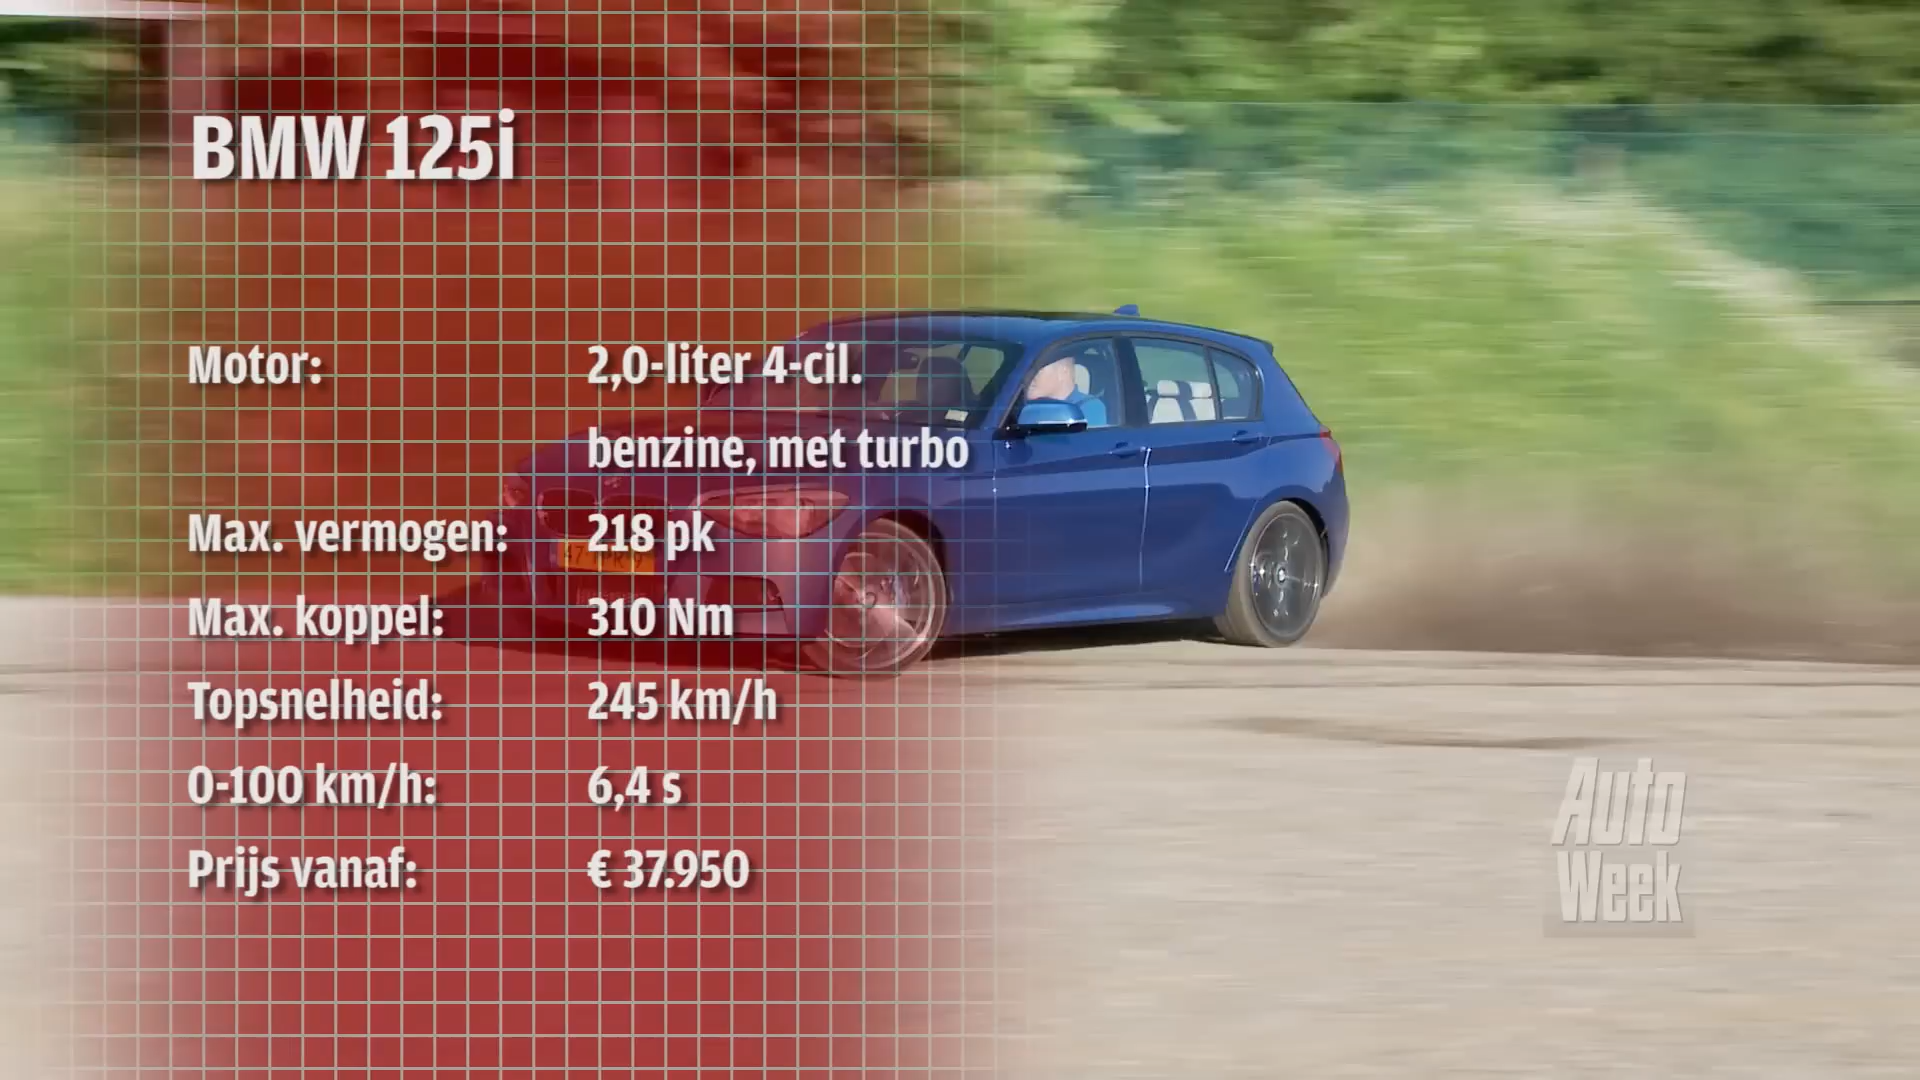 BMW 125i
Motor: 2,0-liter 4-cil.
benzine, met turbo
Max. vermogen: 218 pk
Max. koppel: 310 Nm
Topsnelheid: 245 km/h
0-100 km/h: 6,4 s
Prijs vanaf: € 37.950
Auto
Week